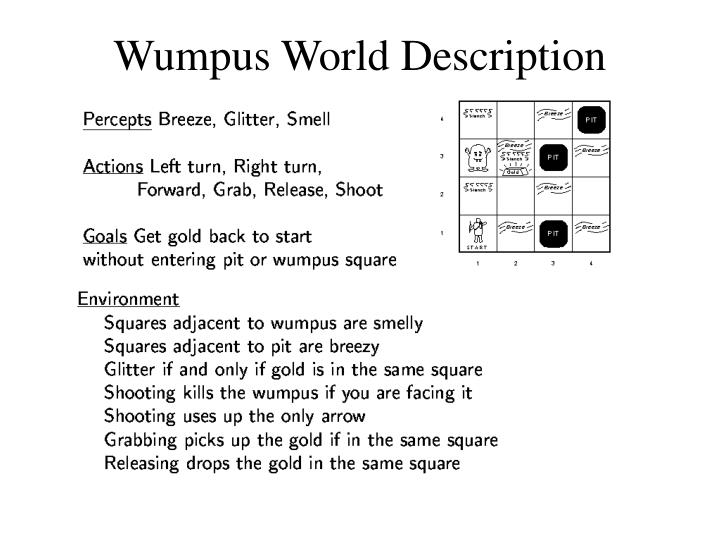 Wumpus World Description
Percepts Breeze, Glitter, Smell
Actions Left turn, Right turn,
Forward, Grab, Release, Shoot
Goals Get gold back to start
without entering pit or wumpus square
Environment
Squares adjacent to wumpus are smelly
Squares adjacent to pit are breezy
Glitter if and only if gold is in the same square
Shooting kills the wumpus if you are facing it
Shooting uses up the only arrow
Grabbing picks up the gold if in the same square
Releasing drops the gold in the same square
4
Stench
Breeze
PIT
3
Breeze
Stench
Gold
PIT
Breeze
2
Stench
Breeze
1
START
Breeze
PIT
Breeze
1 2 3 4